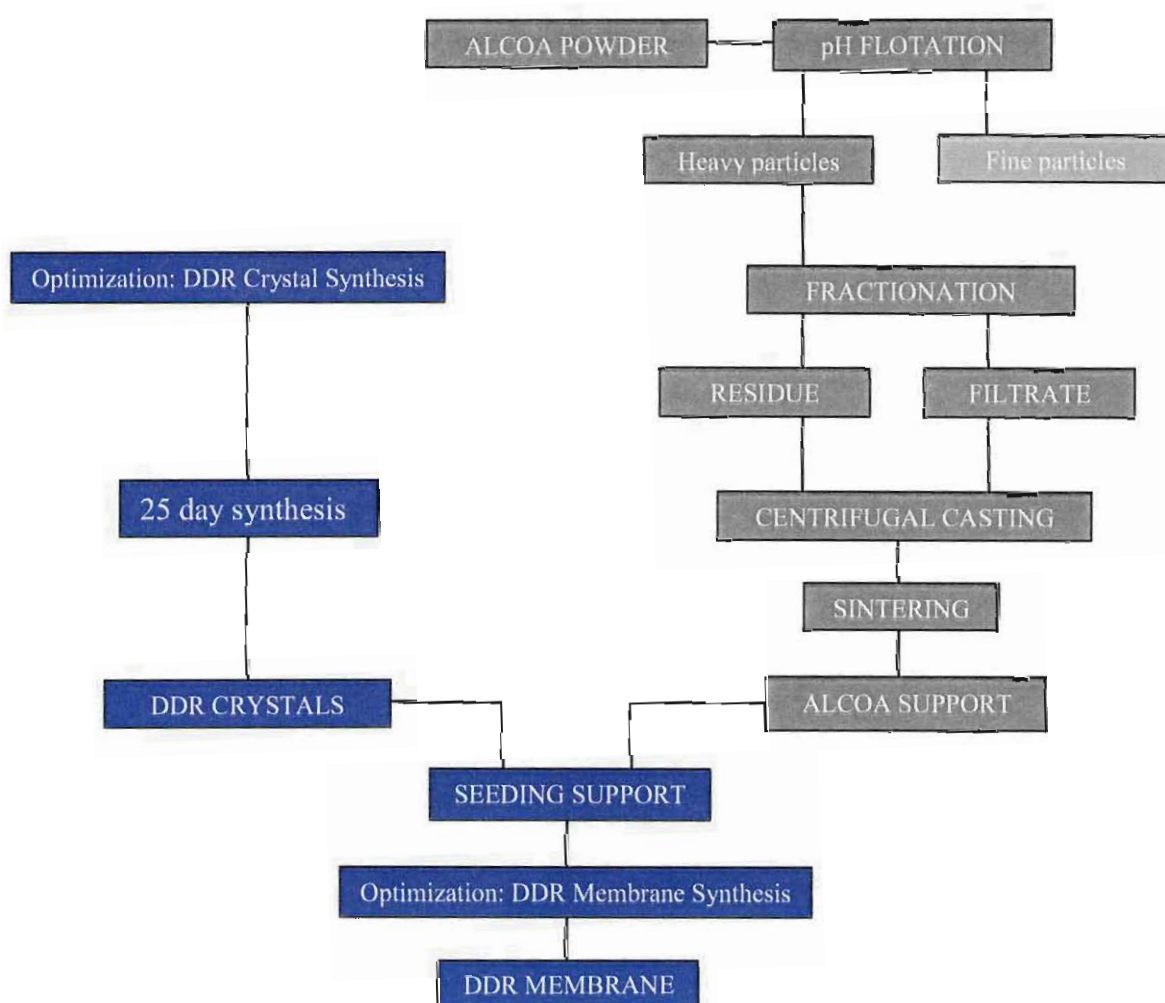 ALCOA POWDER
pH FLOTATION
Heavy particles
Fine particles
Optimization: DDR Crystal Synthesis
FRACTIONATION
RESIDUE
FILTRATE
25 day synthesis
CENTRIFUGAL CASTING
SINTERING
DDR CRYSTALS
ALCOA SUPPORT
SEEDING SUPPORT
Optimization: DDR Membrane Synthesis
DDR MEMBRANE